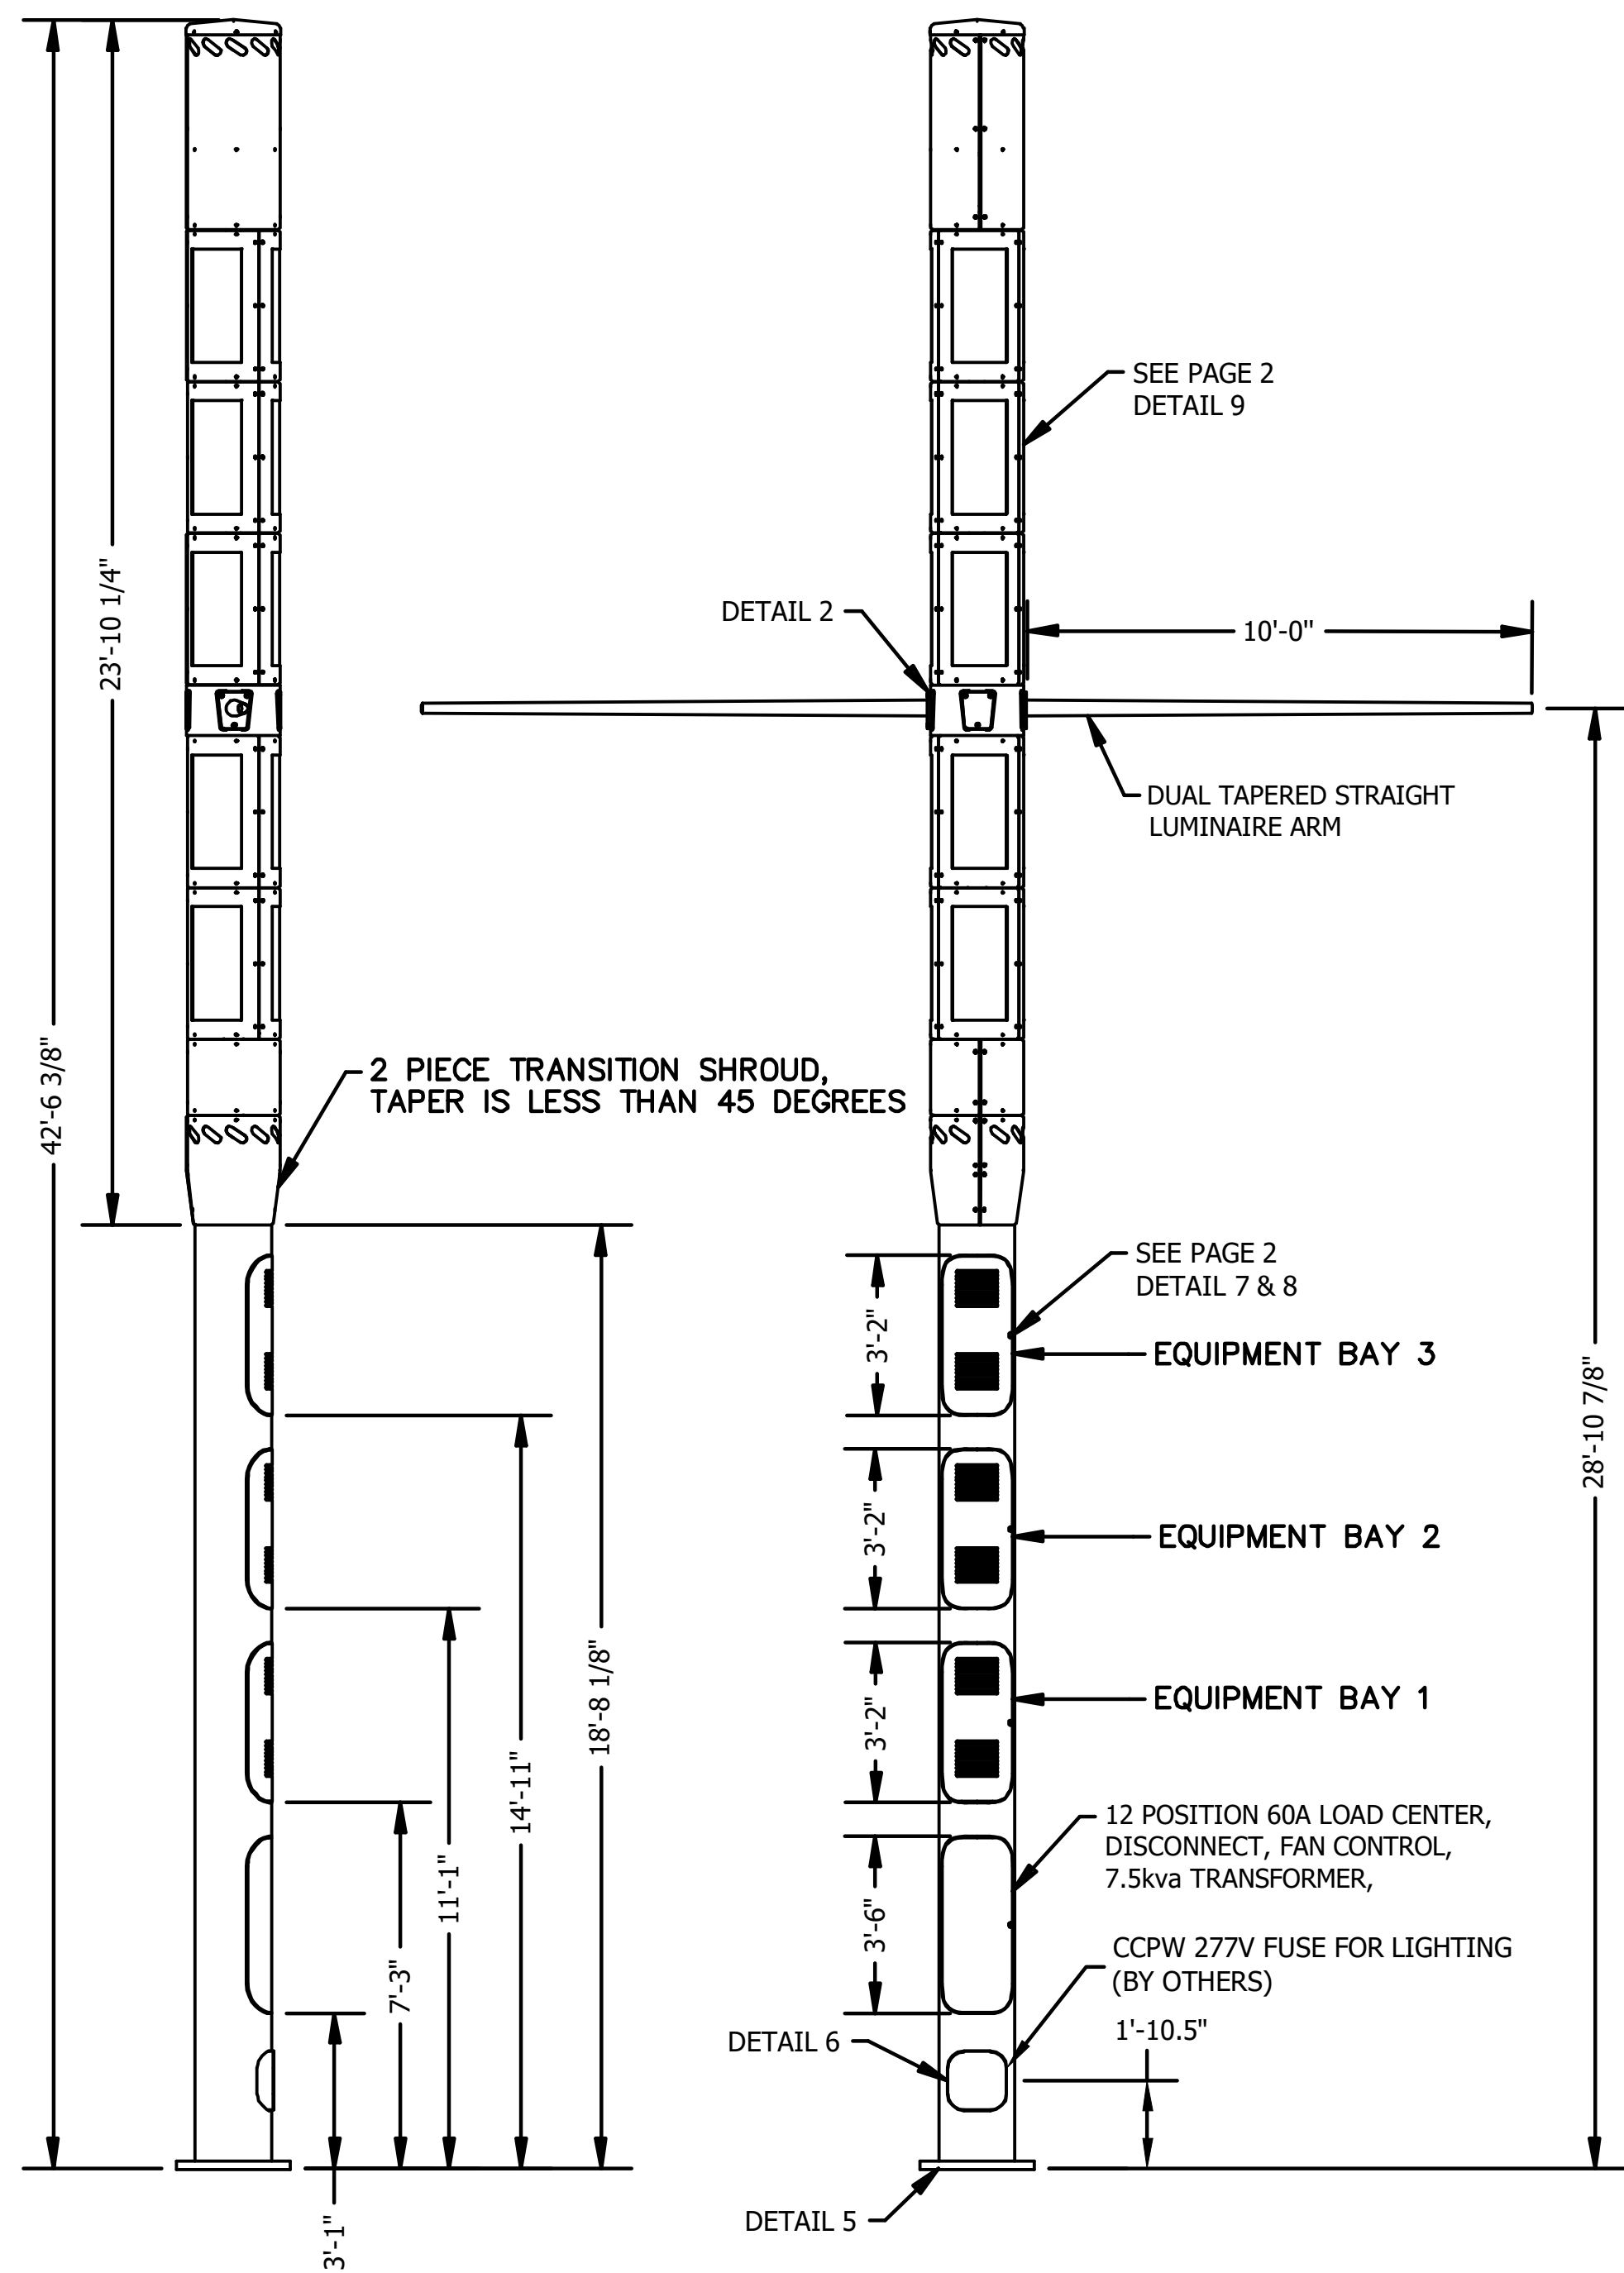 SEE PAGE 2
DETAIL 9
23'-10 1/4"
DETAIL 2
10'-0"
DUAL TAPERED STRAIGHT
LUMINAIRE ARM
42'-6 3/8"
2 PIECE TRANSITION SHROUD,
TAPER IS LESS THAN 45 DEGREES
SEE PAGE 2
DETAIL 7 & 8
3'-2"
EQUIPMENT BAY 3
28'-10 7/8"
3'-2"
EQUIPMENT BAY 2
18'-8 1/8"
3'-2"
EQUIPMENT BAY 1
14'-11"
12 POSITION 60A LOAD CENTER,
DISCONNECT, FAN CONTROL,
7.5kva TRANSFORMER,
11'-1"
3'-6"
CCPW 277V FUSE FOR LIGHTING
(BY OTHERS)
7'-3"
1'-10.5"
DETAIL 6
DETAIL 5
3'-1"